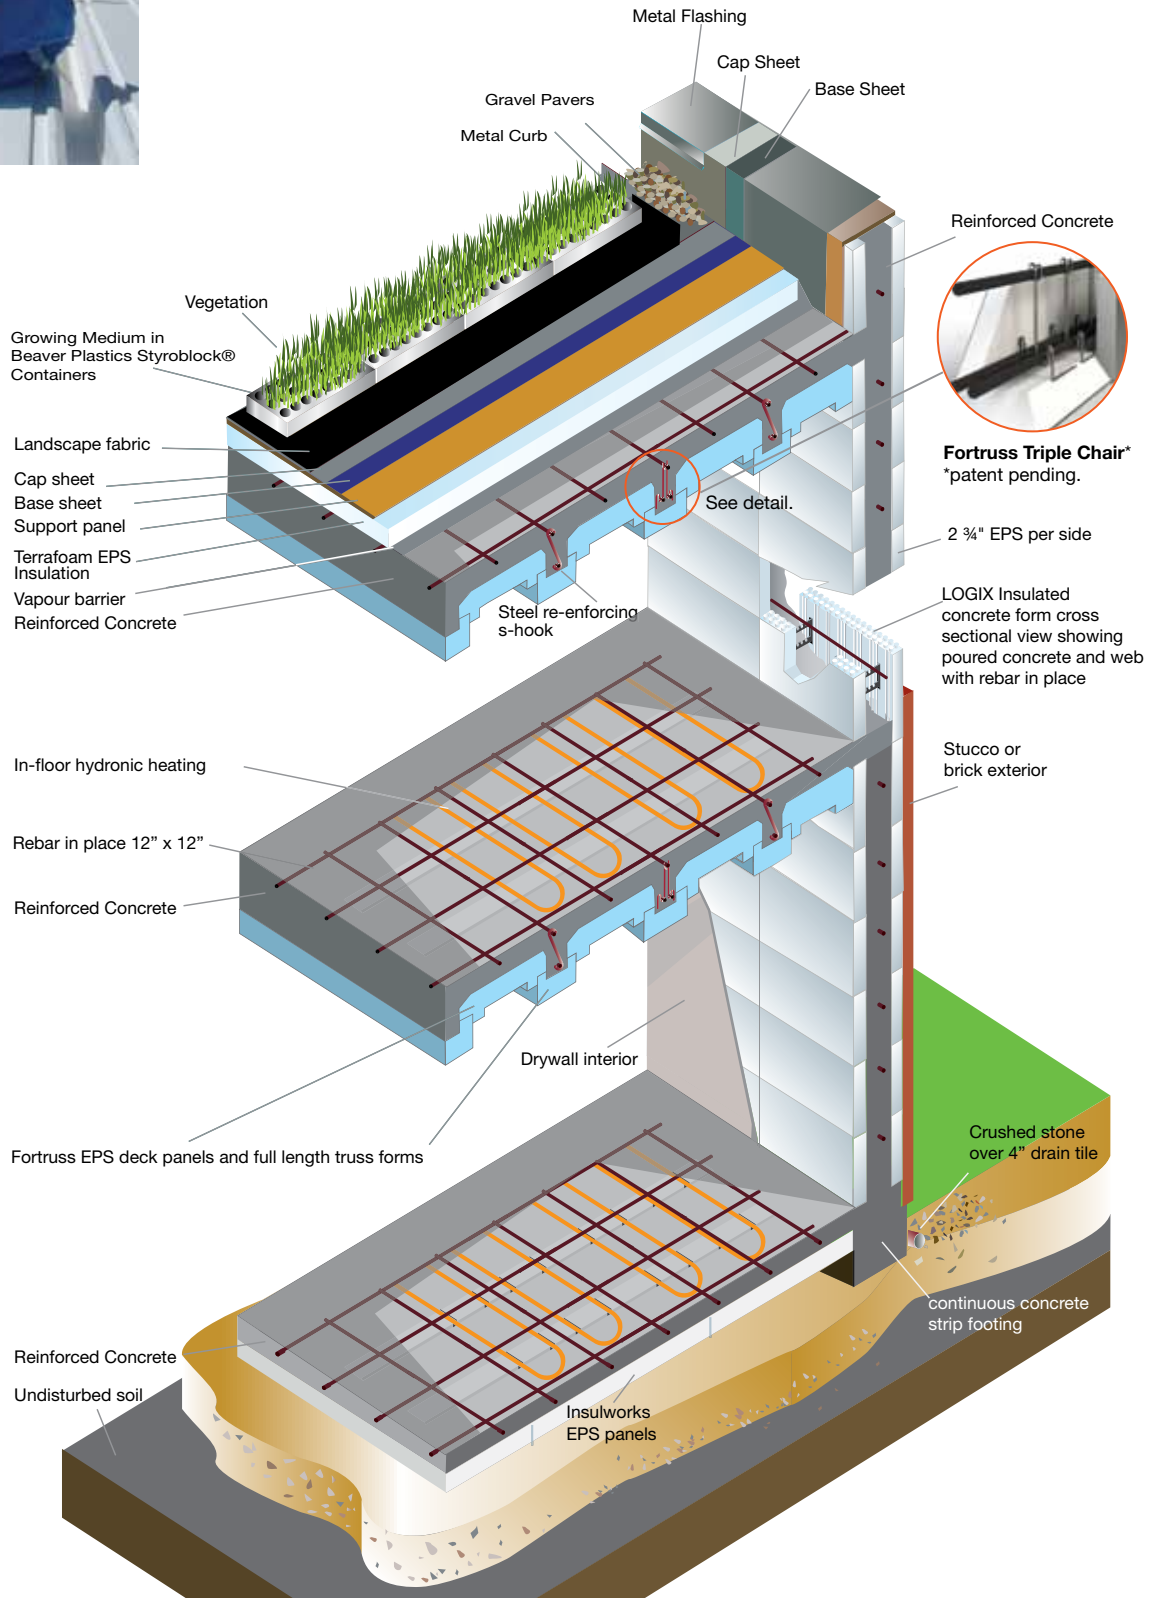 Metal Flashing
Cap Sheet
Base Sheet
Gravel Pavers
Metal Curb
Reinforced Concrete
Vegetation
Growing Medium in
Beaver Plastics Styroblock®
Containers
Landscape fabric
Cap sheet
Base sheet
Support panel
Terrafoam EPS
Insulation
Vapour barrier
Reinforced Concrete
Fortruss Triple Chair*
*patent pending.
See detail.
2 ¾" EPS per side
Steel re-enforcing
s-hook
LOGIX Insulated
concrete form cross
sectional view showing
poured concrete and web
with rebar in place
Stucco or
brick exterior
In-floor hydronic heating
Rebar in place 12” x 12”
Reinforced Concrete
Drywall interior
Fortruss EPS deck panels and full length truss forms
Crushed stone
over 4” drain tile
continuous concrete
strip footing
Reinforced Concrete
Undisturbed soil
Insulworks
EPS panels